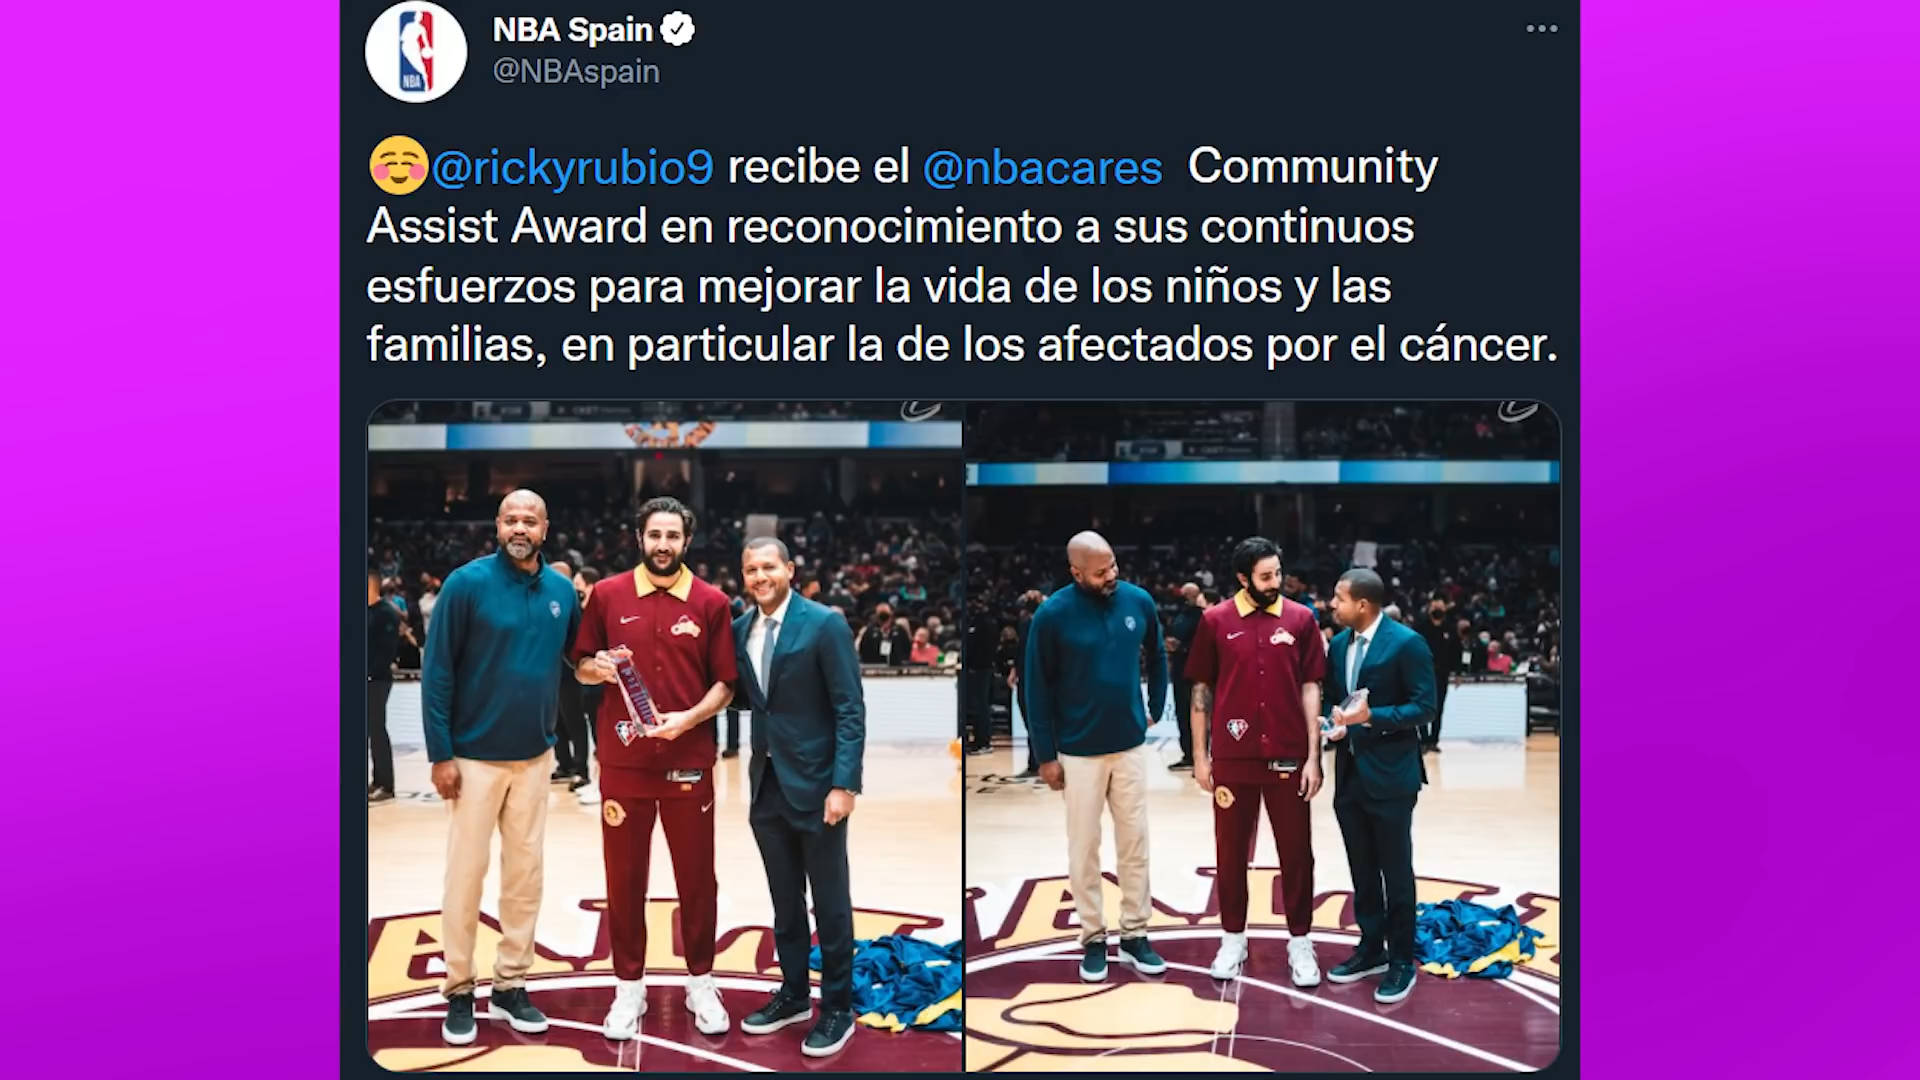 NBA Spain
@NBAspain
@rickyrubio9 recibe el @nbacares Community
Assist Award en reconocimiento a sus continuos
esfuerzos para mejorar la vida de los niños y las
familias, en particular la de los afectados por el cáncer.
NBA